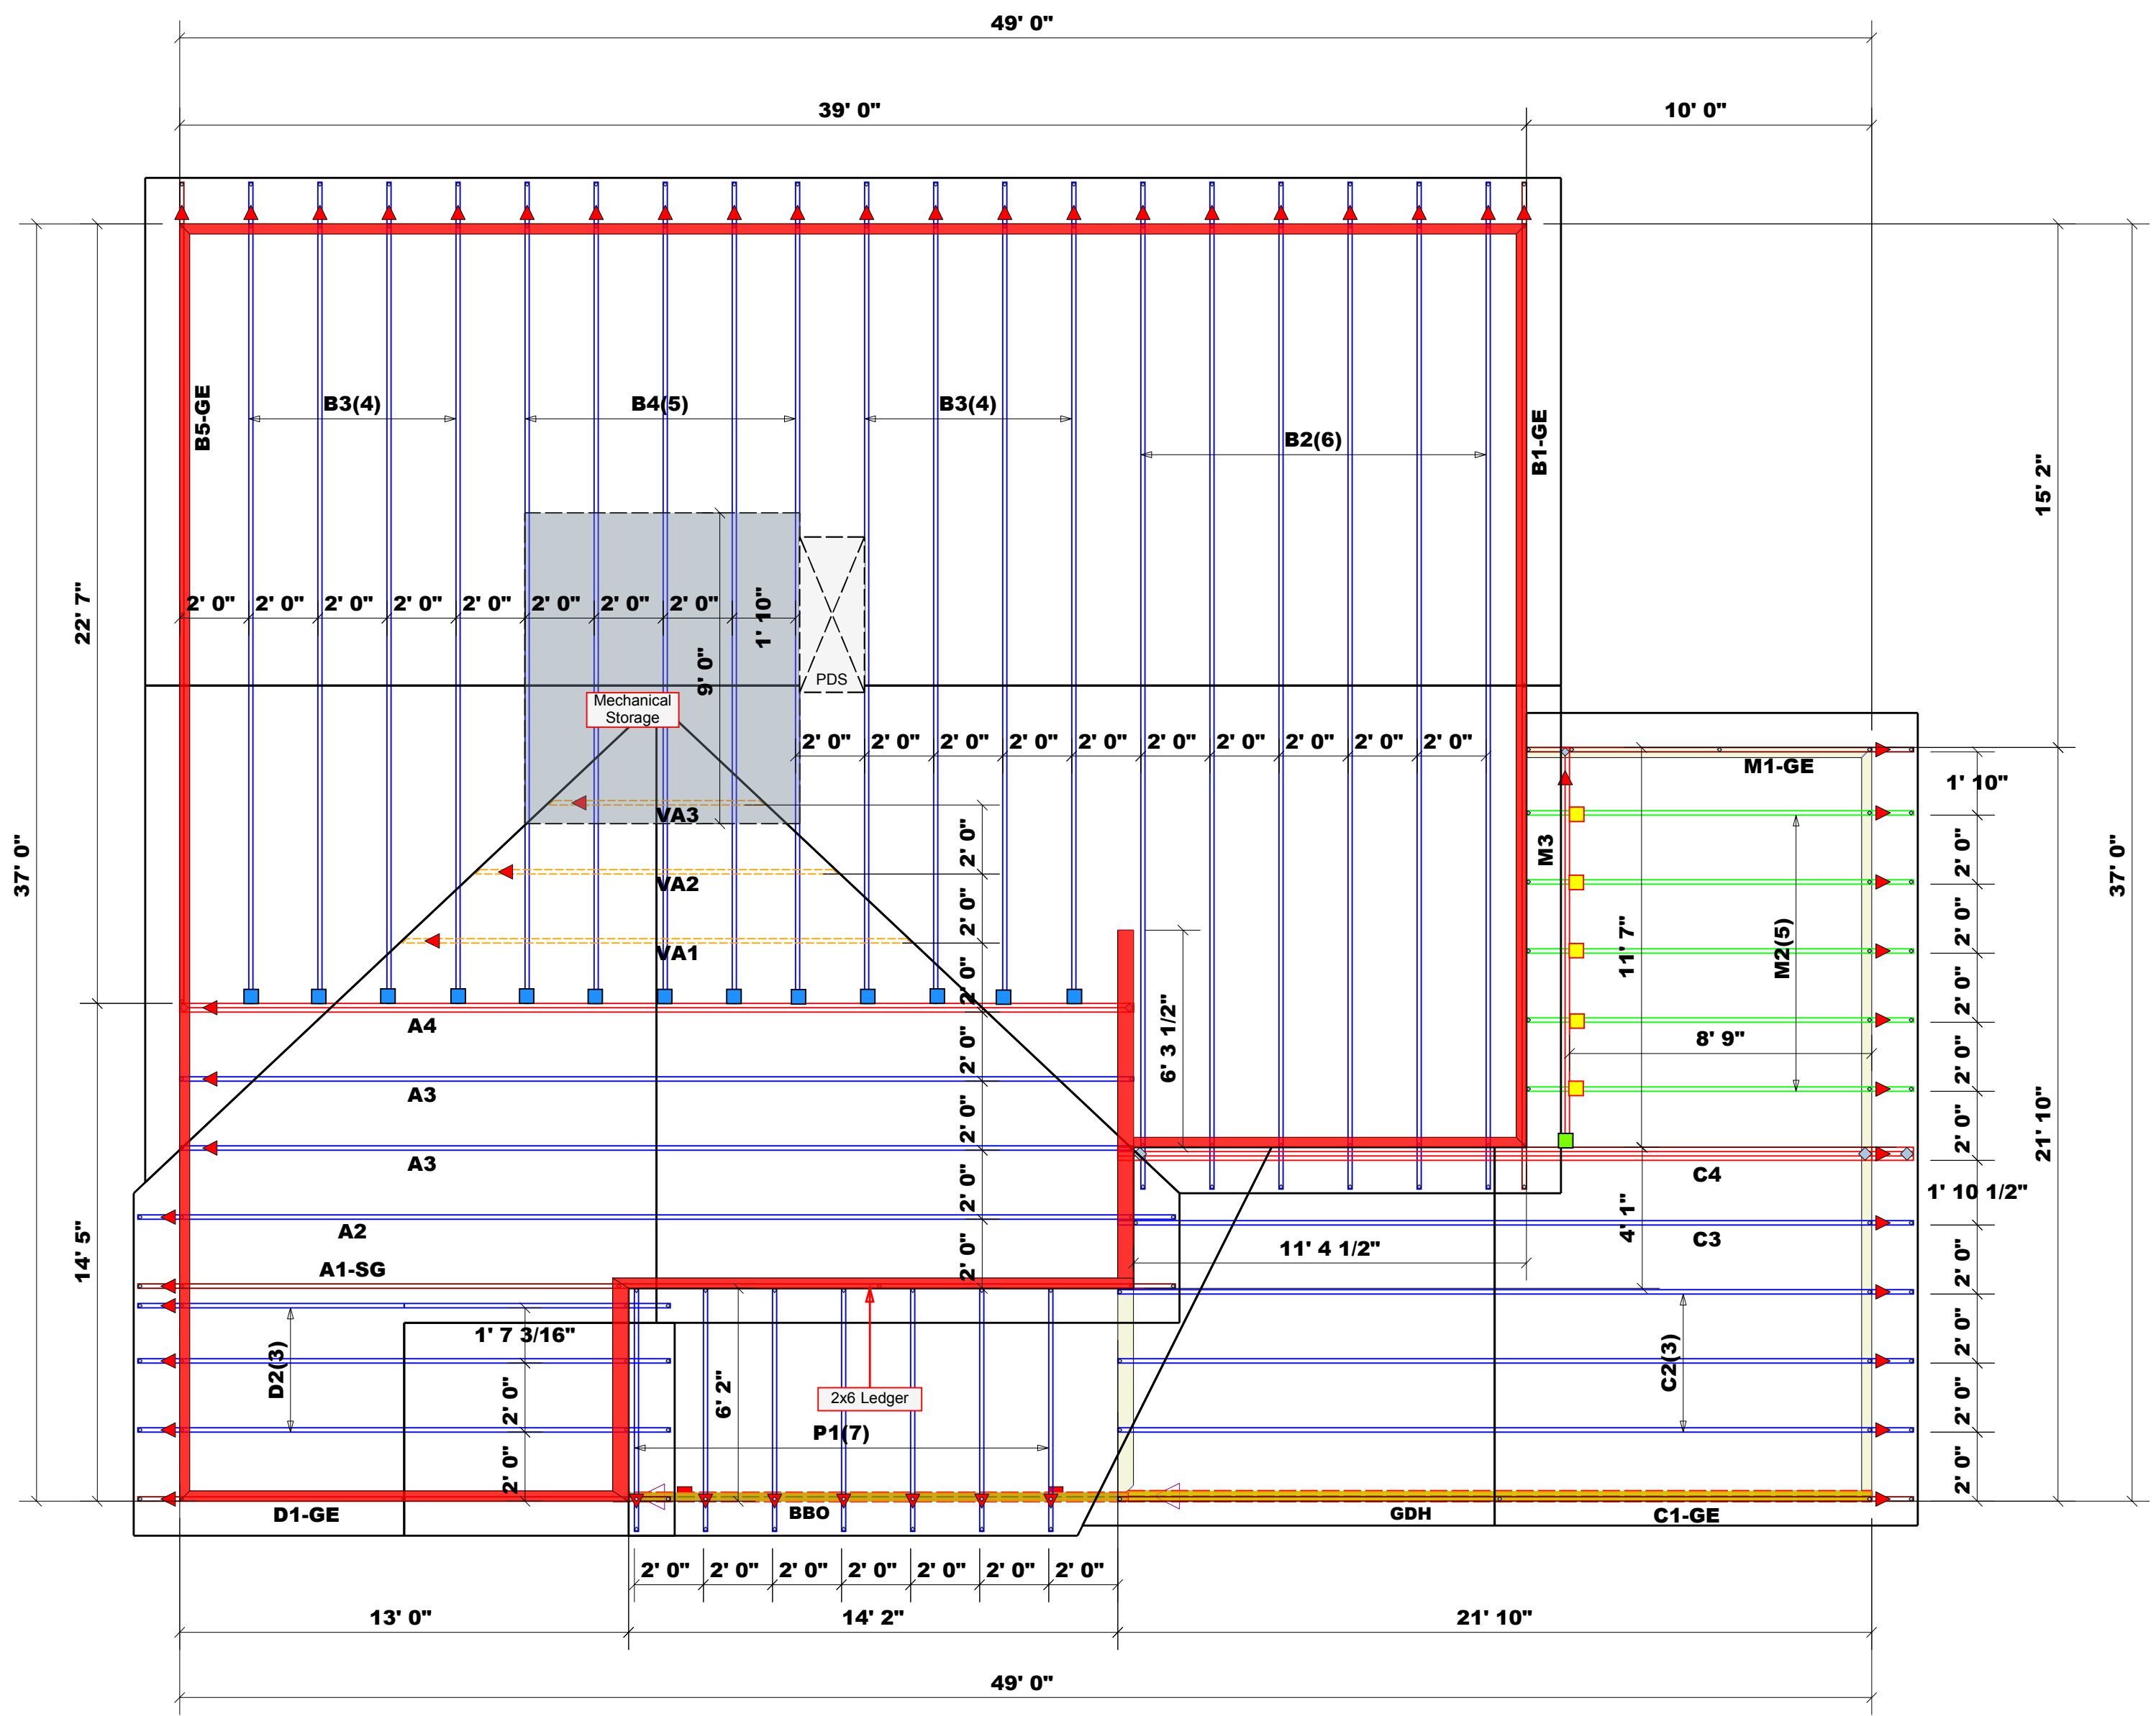 49' 0"
39' 0" 10' 0"
B5-GE B3(4) B4(5) B3(4) B2(6) B1-GE
15' 2"
22' 7"
2' 0" 2' 0" 2' 0" 2' 0" 2' 0" 2' 0" 2' 0" 2' 0" 1' 10"
9' 0"
PDS
Mechanical
Storage
2' 0" 2' 0" 2' 0" 2' 0" 2' 0" 2' 0" 2' 0" 2' 0" 2' 0" 2' 0"
M1-GE
1' 10"
VA3
2' 0"
M3
2' 0"
37' 0"
37' 0"
VA2
2' 0"
11' 7"
M2(5)
2' 0"
VA1
2' 0"
2' 0"
A4
2' 0"
6' 3 1/2"
8' 9"
2' 0"
A3
2' 0"
21' 10"
2' 0"
A3
C4
2' 0"
1' 10 1/2"
14' 5"
4' 1"
A2
C3
11' 4 1/2"
2' 0"
A1-SG
2' 0"
1' 7 3/16"
D2(3)
2' 0"
C2(3)
6' 2"
2x6 Ledger
2' 0"
2' 0"
P1(7)
2' 0"
2' 0"
D1-GE BBO GDH C1-GE
2' 0" 2' 0" 2' 0" 2' 0" 2' 0" 2' 0" 2' 0"
13' 0" 14' 2" 21' 10"
49' 0"